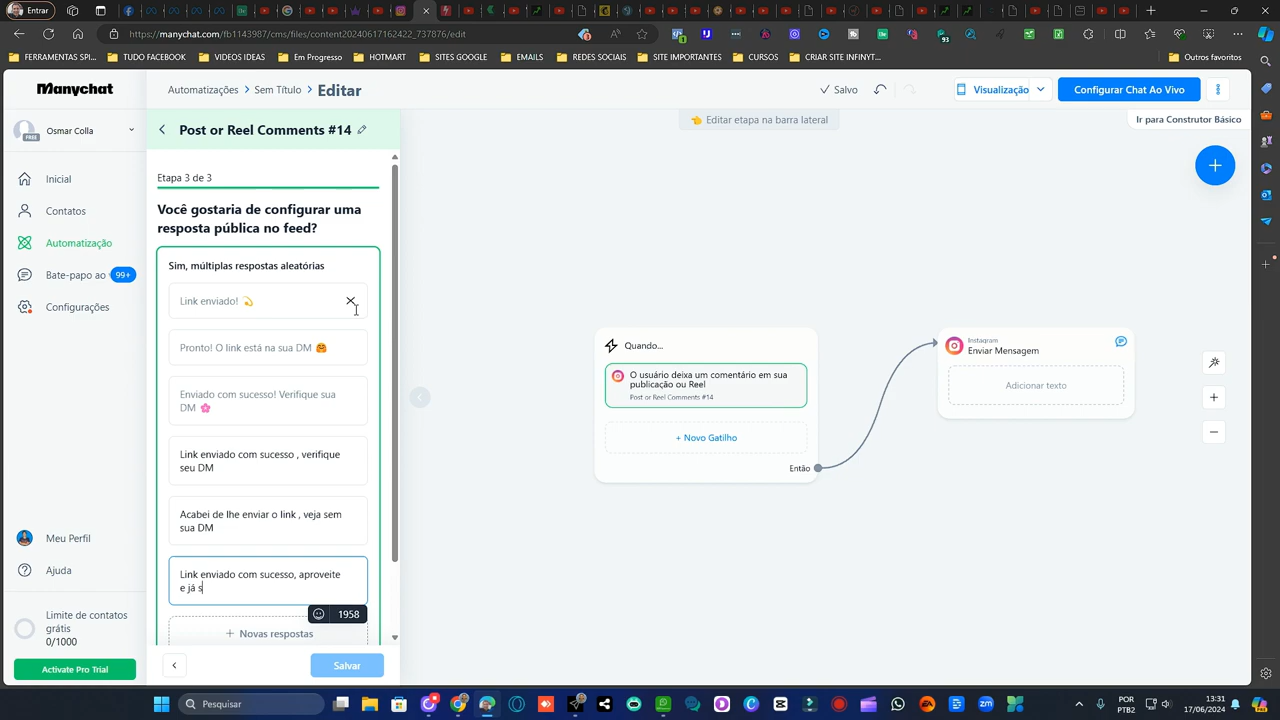 Entrar
https://manychat.com/fb1143987/cms/files/content20240617162422_737876/edit
FERRAMENTAS SPI...
TUDO FACEBOOK
VIDEOS IDEAS
Em Progresso
HOTMART
SITES GOOGLE
EMAILS
REDES SOCIAIS
SITE IMPORTANTES
CURSOS
CRIAR SITE INFINYT...
Outros favoritos
Manychat
Automatizações > Sem Título > Editar
Salvo
Visualização
Configurar Chat Ao Vivo
Osmar Colla
FREE
Post or Reel Comments #14
Editar etapa na barra lateral
Ir para Construtor Básico
Inicial
Contatos
Automatização
Bate-papo ao 99+
Configurações
Meu Perfil
Ajuda
Limite de contatos
grátis
0/1000
Activate Pro Trial
Etapa 3 de 3
Você gostaria de configurar uma
resposta pública no feed?
Sim, múltiplas respostas aleatórias
Link enviado! 💫
Pronto! O link está na sua DM 🤗
Enviado com sucesso! Verifique sua
DM 🌸
Link enviado com sucesso , verifique
seu DM
Acabei de lhe enviar o link , veja sem
sua DM
Link enviado com sucesso, aproveite
e já s
1958
+ Novas respostas
Salvar
Quando...
O usuário deixa um comentário em sua
publicação ou Reel
Post or Reel Comments #14
+ Novo Gatilho
Então
Instagram
Enviar Mensagem
Adicionar texto
Pesquisar
POR
PTB2
13:31
17/06/2024